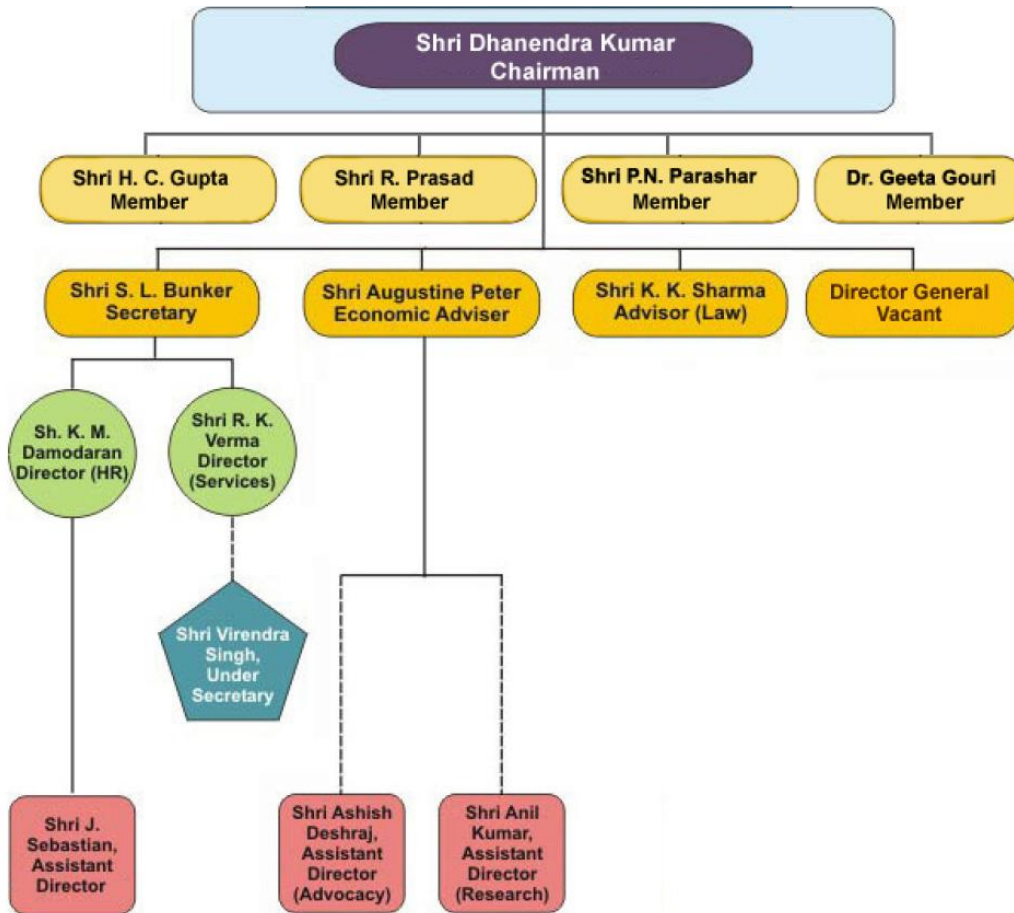 Shri Dhanendra Kumar
Chairman
Shri H. C. Gupta
Member
Shri R. Prasad
Member
Shri P.N. Parashar
Member
Dr. Geeta Gouri
Member
Shri S. L. Bunker
Secretary
Shri Augustine Peter
Economic Adviser
Shri K. K. Sharma
Advisor (Law)
Director General
Vacant
Sh. K. M.
Damodaran
Director (HR)
Shri R. K.
Verma
Director
(Services)
Shri Virendra
Singh,
Under
Secretary
Shri J.
Sebastian,
Assistant
Director
Shri Ashish
Deshraj,
Assistant
Director
(Advocacy)
Shri Anil
Kumar,
Assistant
Director
(Research)